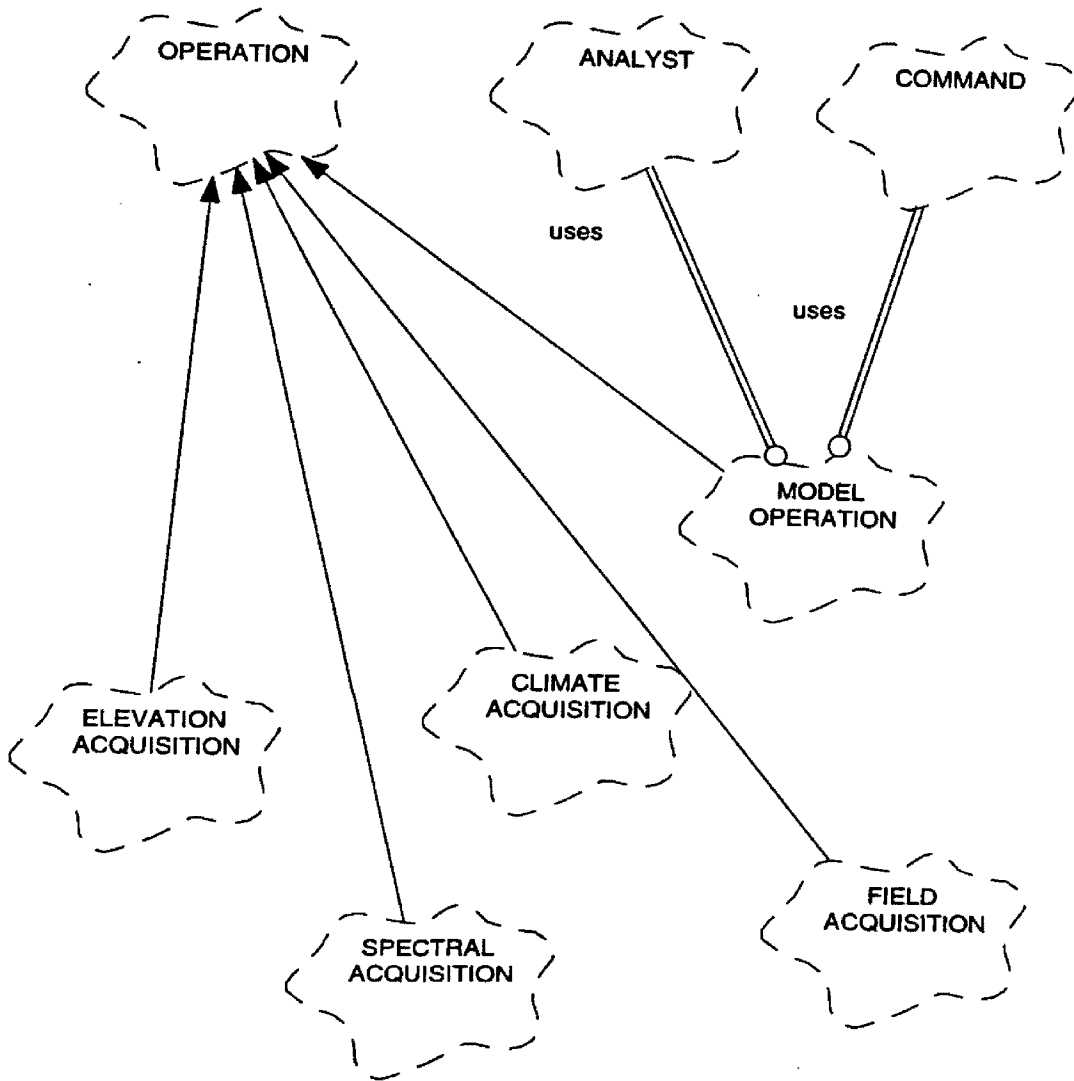 OPERATION
ANALYST
COMMAND
uses
uses
MODEL
OPERATION
CLIMATE
ACQUISITION
ELEVATION
ACQUISITION
FIELD
ACQUISITION
SPECTRAL
ACQUISITION